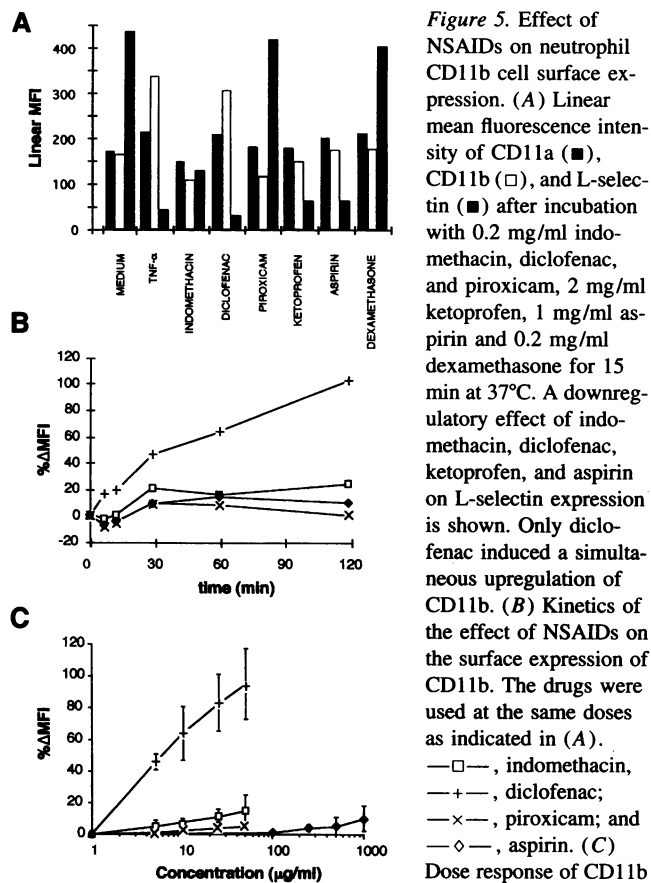 A
Linear MFI
400
300
200
100
0
MEDIUM
TNF-α
INDOMETHACIN
DICLOFENAC
PIROXICAM
KETOPROFEN
ASPIRIN
DEXAMETHASONE
B
%ΔMFI
120
100
80
60
40
20
0
-20
0 30 60 90 120
time (min)
C
%ΔMFI
120
100
80
60
40
20
0
1 10 100 1000
Concentration (µg/ml)
Figure 5. Effect of
NSAIDs on neutrophil
CD11b cell surface ex-
pression. (A) Linear
mean fluorescence inten-
sity of CD11a (■),
CD11b (□), and L-selec-
tin (■) after incubation
with 0.2 mg/ml indo-
methacin, diclofenac,
and piroxicam, 2 mg/ml
ketoprofen, 1 mg/ml as-
pirin and 0.2 mg/ml
dexamethasone for 15
min at 37°C. A downreg-
ulatory effect of indo-
methacin, diclofenac,
ketoprofen, and aspirin
on L-selectin expression
is shown. Only diclo-
fenac induced a simulta-
neous upregulation of
CD11b. (B) Kinetics of
the effect of NSAIDs on
the surface expression of
CD11b. The drugs were
used at the same doses
as indicated in (A).
—□—, indomethacin,
—+—, diclofenac;
—×—, piroxicam; and
—◇—, aspirin. (C)
Dose response of CD11b